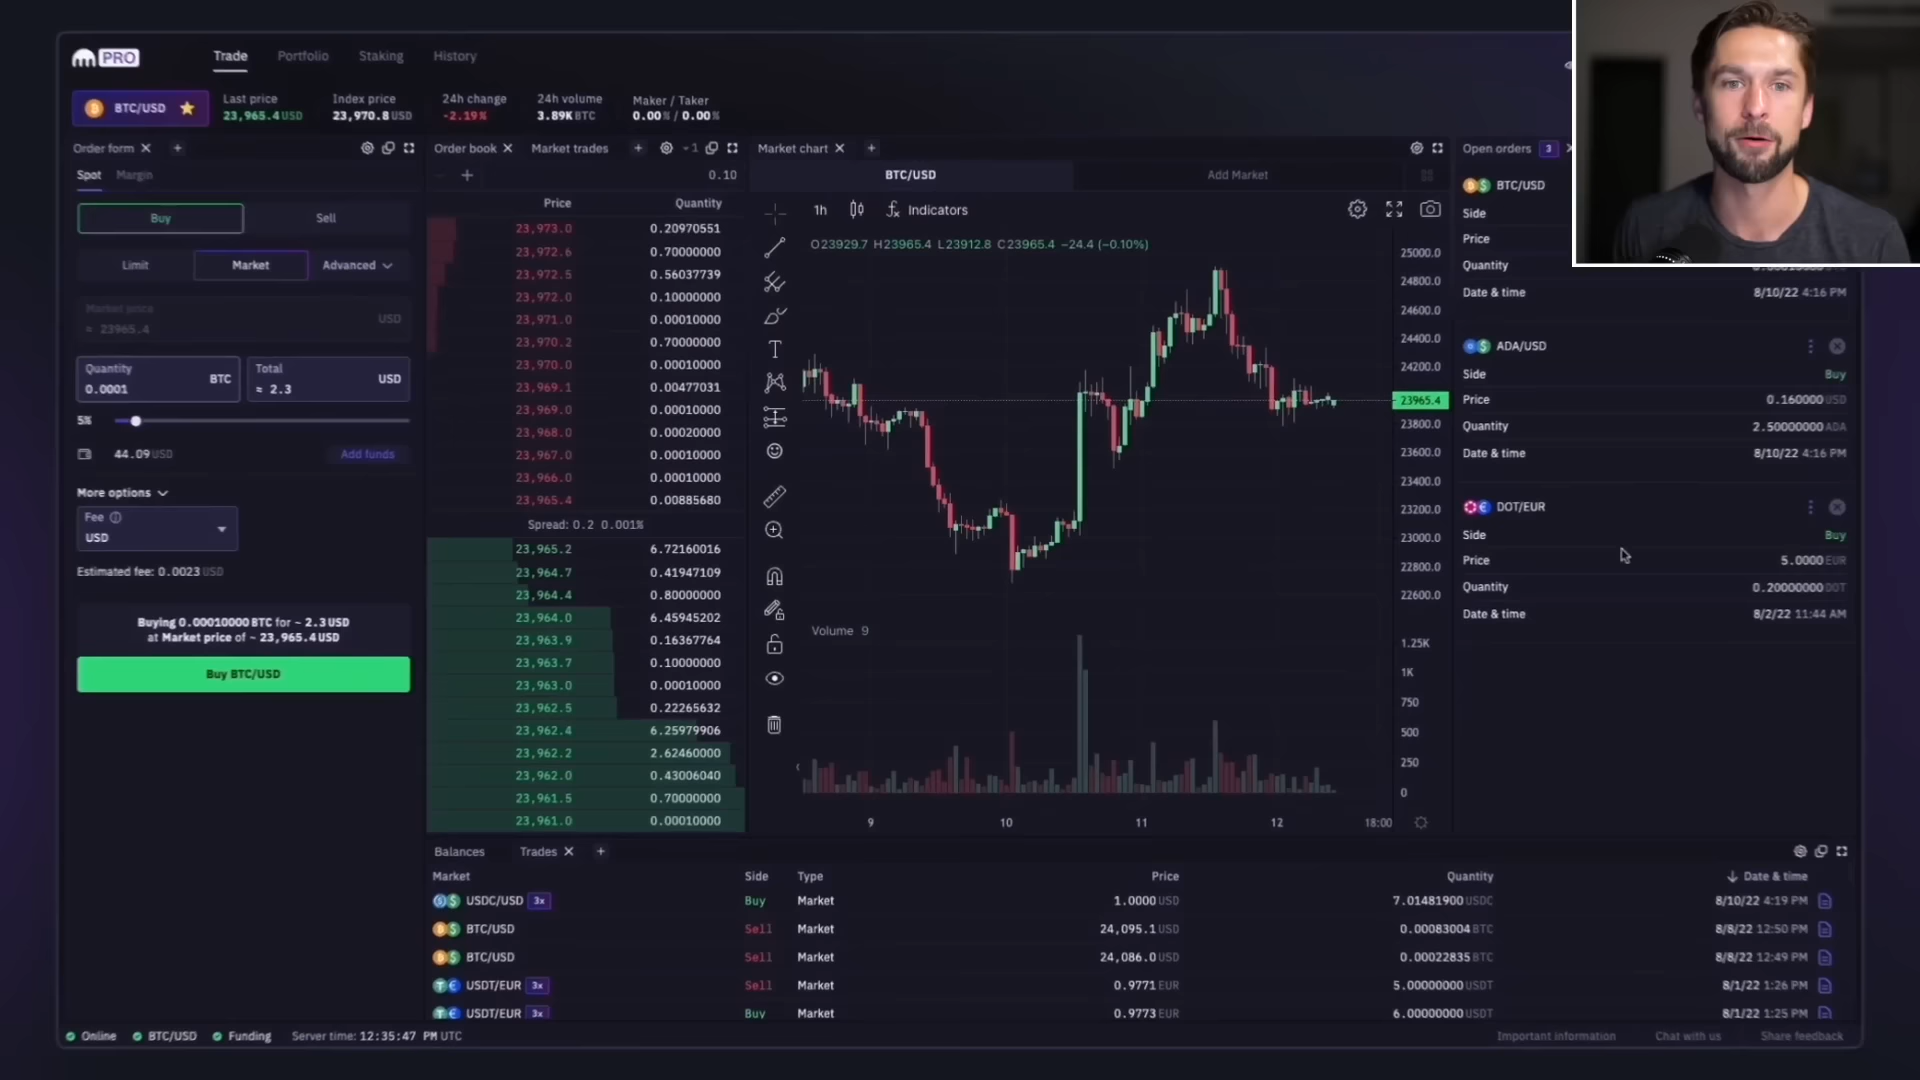 PRO
Trade Portfolio Staking History
BTC/USD
Last price Index price 24h change 24h volume Maker / Taker
23,965.4 USD 23,970.8 USD -2.19% 3.89K BTC 0.00% / 0.00%
Order form
Spot Margin
Buy Sell
Limit Market Advanced
Market price
≈ 23965.4 USD
Quantity
0.0001 BTC
Total
≈ 2.3 USD
5%
44.09 USD Add funds
More options
Fee
USD
Estimated fee: 0.0023 USD
Buying 0.00010000 BTC for ~ 2.3 USD
at Market price of ~ 23,965.4 USD
Buy BTC/USD
Order book Market trades
- + 0.10
Price Quantity
23,973.0 0.20970551
23,972.6 0.70000000
23,972.5 0.56037739
23,972.0 0.10000000
23,971.0 0.00010000
23,970.2 0.70000000
23,970.0 0.00010000
23,969.1 0.00477031
23,969.0 0.00010000
23,968.0 0.00020000
23,967.0 0.00010000
23,966.0 0.00010000
23,965.4 0.00885680
Spread: 0.2 0.001%
23,965.2 6.72160016
23,964.7 0.41947109
23,964.4 0.80000000
23,964.0 6.45945202
23,963.9 0.16367764
23,963.7 0.10000000
23,963.0 0.00010000
23,962.5 0.22265632
23,962.4 6.25979906
23,962.2 2.62460000
23,962.0 0.43006040
23,961.5 0.70000000
23,961.0 0.00010000
Market chart
BTC/USD Add Market
1h Indicators
O23929.7 H23965.4 L23912.8 C23965.4 −24.4 (−0.10%)
25000.0
24800.0
24600.0
24400.0
24200.0
23965.4
23800.0
23600.0
23400.0
23200.0
23000.0
22800.0
22600.0
Volume 9
1.25K
1K
750
500
250
0
9 10 11 12 18:00
Open orders 3
BTC/USD
Side
Price
Quantity
Date & time 8/10/22 4:16 PM
ADA/USD
Side Buy
Price 0.160000 USD
Quantity 2.50000000 ADA
Date & time 8/10/22 4:16 PM
DOT/EUR
Side Buy
Price 5.0000 EUR
Quantity 0.20000000 DOT
Date & time 8/2/22 11:44 AM
Balances Trades
Market Side Type Price Quantity Date & time
USDC/USD 3x Buy Market 1.0000 USD 7.01481900 USDC 8/10/22 4:19 PM
BTC/USD Sell Market 24,095.1 USD 0.00083004 BTC 8/8/22 12:50 PM
BTC/USD Sell Market 24,086.0 USD 0.00022835 BTC 8/8/22 12:49 PM
USDT/EUR 3x Sell Market 0.9771 EUR 5.00000000 USDT 8/1/22 1:26 PM
USDT/EUR 3x Buy Market 0.9773 EUR 6.00000000 USDT 8/1/22 1:25 PM
Online BTC/USD Funding Server time: 12:35:47 PM UTC Important information Chat with us Share feedback